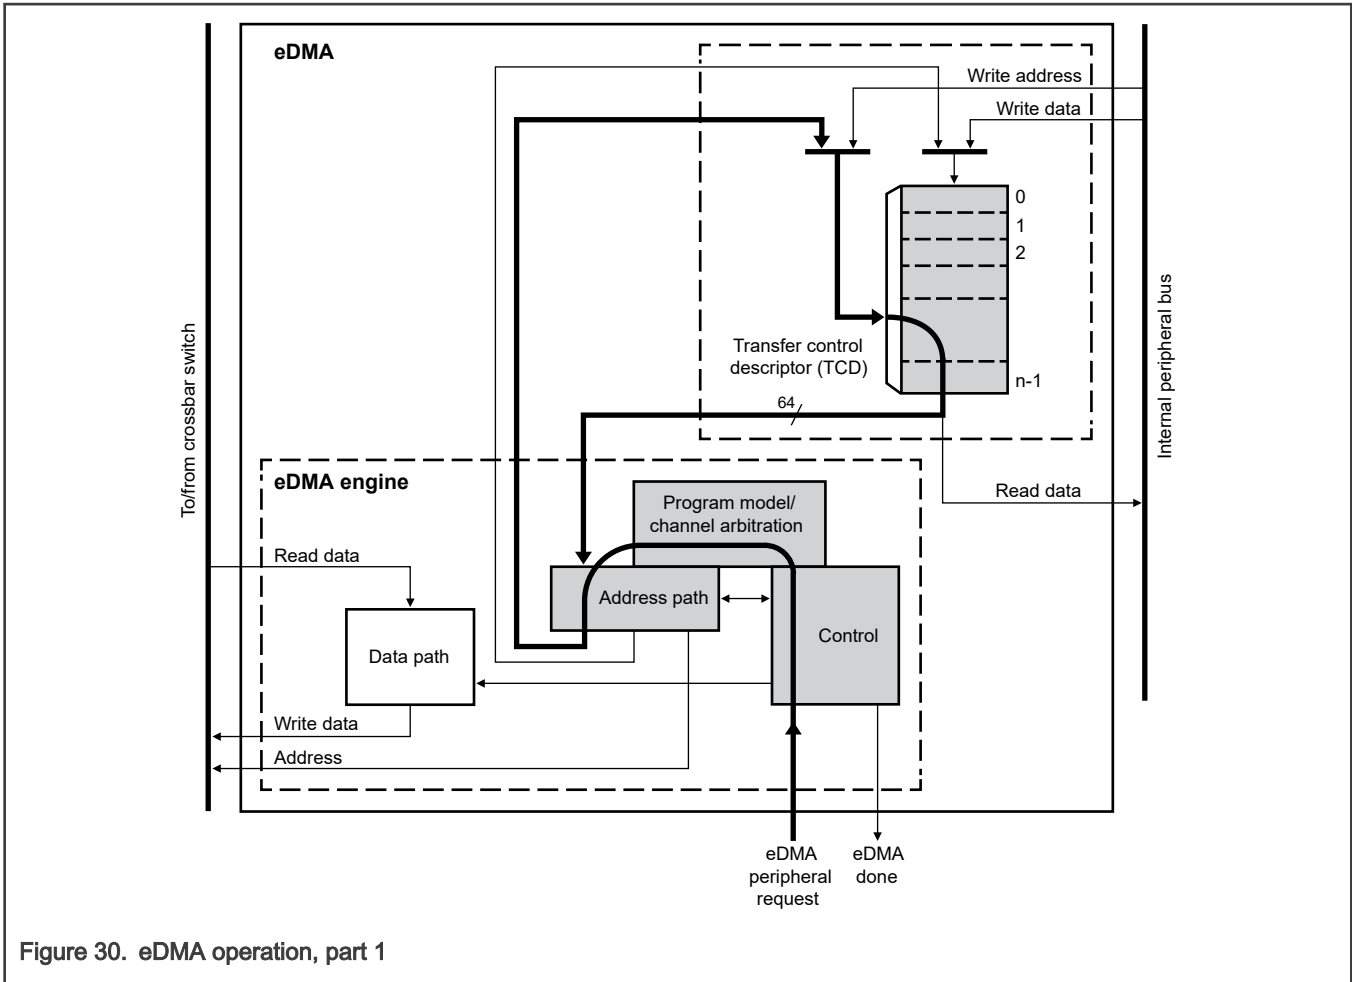 eDMA
Write address
Write data
0
1
2
n-1
Transfer control
descriptor (TCD)
64
To/from crossbar switch
Internal peripheral bus
eDMA engine
Program model/
channel arbitration
Read data
Read data
Address path
Control
Data path
Write data
Address
eDMA
peripheral
request
eDMA
done
Figure 30. eDMA operation, part 1